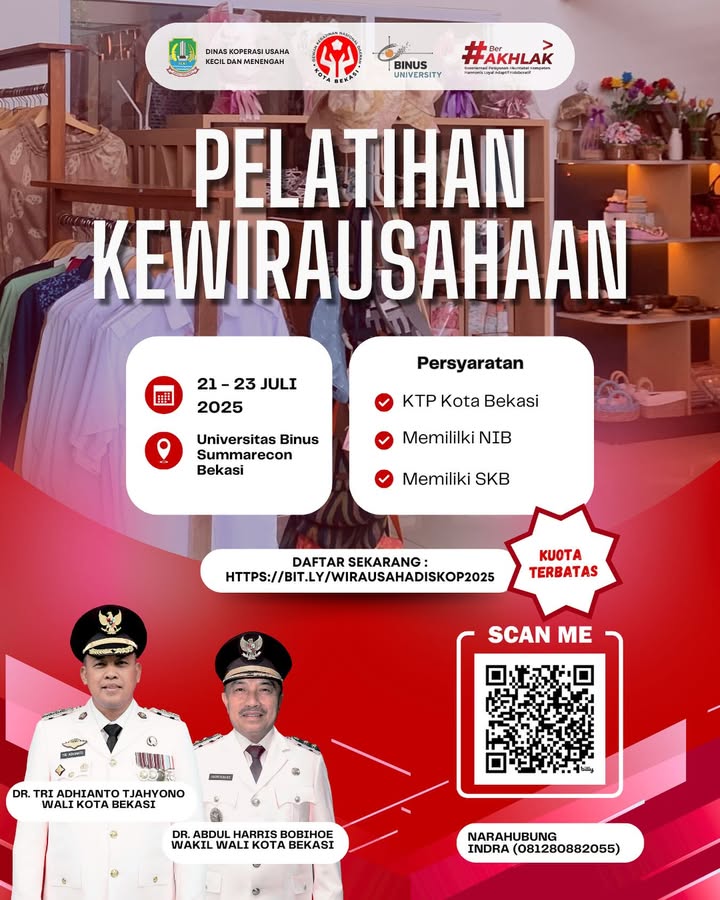 DINAS KOPERASI USAHA
KECIL DAN MENENGAH
KOTA BEKASI
BINUS
UNIVERSITY
#BerAKHLAK>
PELATIHAN
KEWIRAUSAHAAN
21 - 23 JULI
2025
Universitas Binus
Summarecon
Bekasi
Persyaratan
KTP Kota Bekasi
Memililki NIB
Memiliki SKB
DAFTAR SEKARANG :
HTTPS://BIT.LY/WIRAUSAHADISKOP2025
KUOTA
TERBATAS
SCAN ME
bitly
DR. TRI ADHIANTO TJAHYONO
WALI KOTA BEKASI
DR. ABDUL HARRIS BOBIHOE
WAKIL WALI KOTA BEKASI
NARAHUBUNG
INDRA (081280882055)